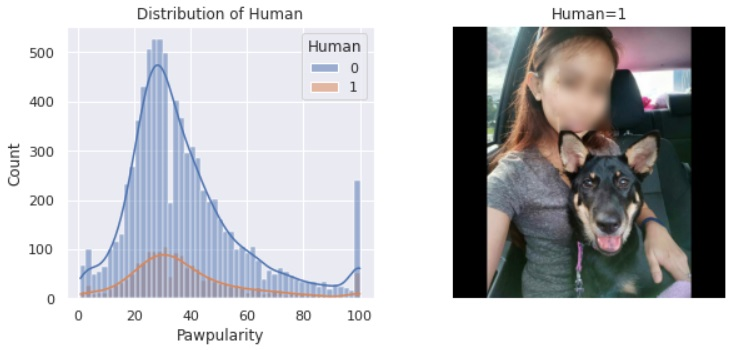 Distribution of Human
Human=1
Human
0
1
500
400
300
200
100
0
Count
0 20 40 60 80 100
Pawpularity